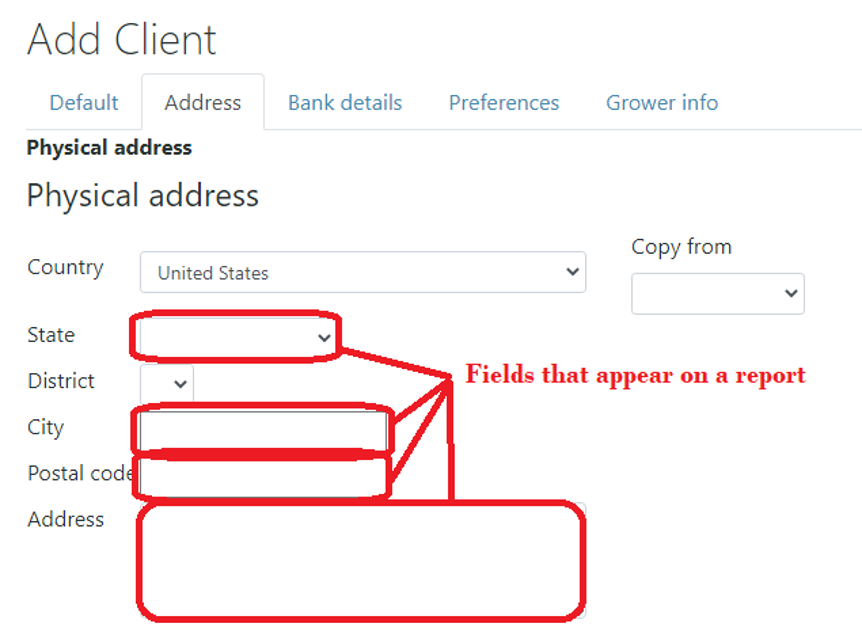 Add Client
Default Address Bank details Preferences Grower info
Physical address
Physical address
Country United States
Copy from
State
Fields that appear on a report
District
City
Postal code
Address